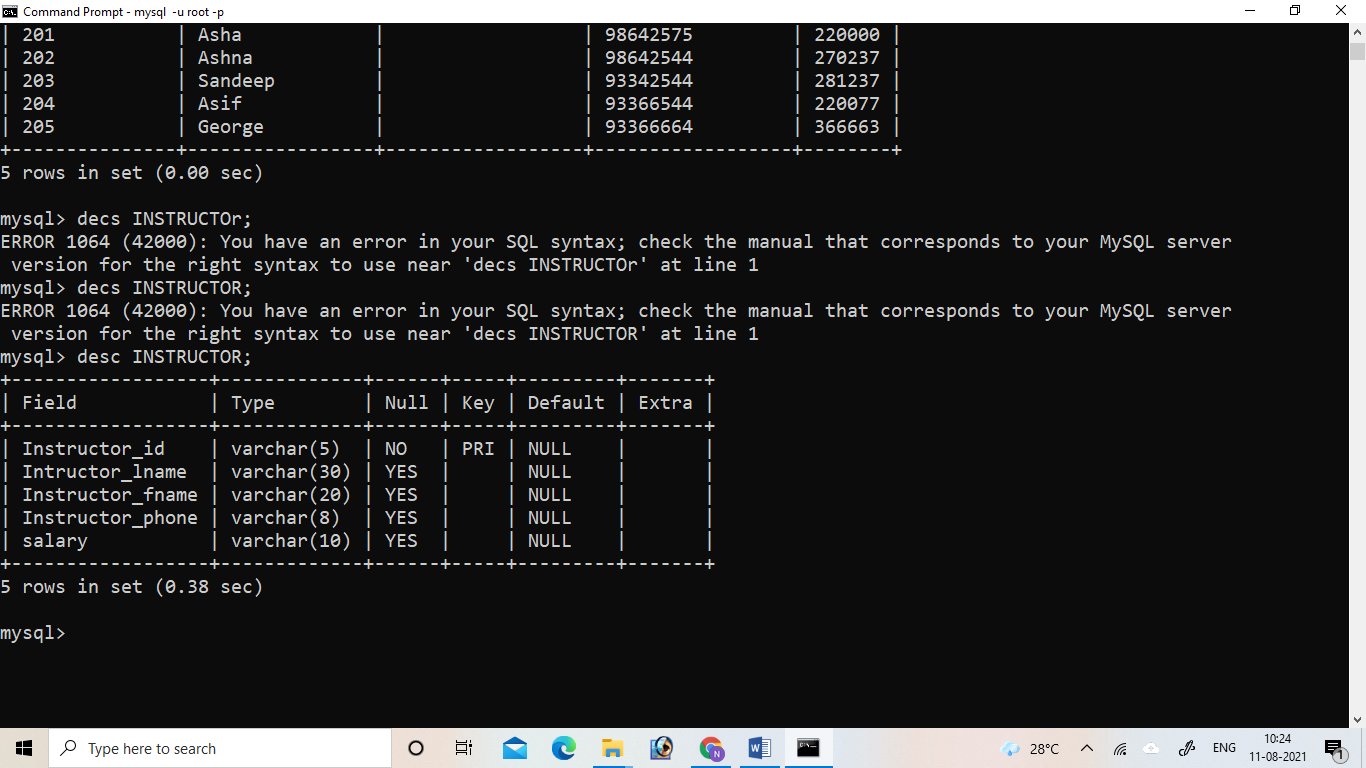 Command Prompt - mysql -u root -p
| 201           | Asha            |                  | 98642575         | 220000 |
| 202           | Ashna           |                  | 98642544         | 270237 |
| 203           | Sandeep         |                  | 93342544         | 281237 |
| 204           | Asif            |                  | 93366544         | 220077 |
| 205           | George          |                  | 93366664         | 366663 |
+---------------+-----------------+------------------+------------------+--------+
5 rows in set (0.00 sec)
mysql> decs INSTRUCTOr;
ERROR 1064 (42000): You have an error in your SQL syntax; check the manual that corresponds to your MySQL server
 version for the right syntax to use near 'decs INSTRUCTOr' at line 1
mysql> decs INSTRUCTOR;
ERROR 1064 (42000): You have an error in your SQL syntax; check the manual that corresponds to your MySQL server
 version for the right syntax to use near 'decs INSTRUCTOR' at line 1
mysql> desc INSTRUCTOR;
+------------------+-------------+------+-----+---------+-------+
| Field            | Type        | Null | Key | Default | Extra |
+------------------+-------------+------+-----+---------+-------+
| Instructor_id    | varchar(5)  | NO   | PRI | NULL    |       |
| Intructor_lname  | varchar(30) | YES  |     | NULL    |       |
| Instructor_fname | varchar(20) | YES  |     | NULL    |       |
| Instructor_phone | varchar(8)  | YES  |     | NULL    |       |
| salary           | varchar(10) | YES  |     | NULL    |       |
+------------------+-------------+------+-----+---------+-------+
5 rows in set (0.38 sec)
mysql>
Type here to search
28°C
ENG
10:24
11-08-2021
1